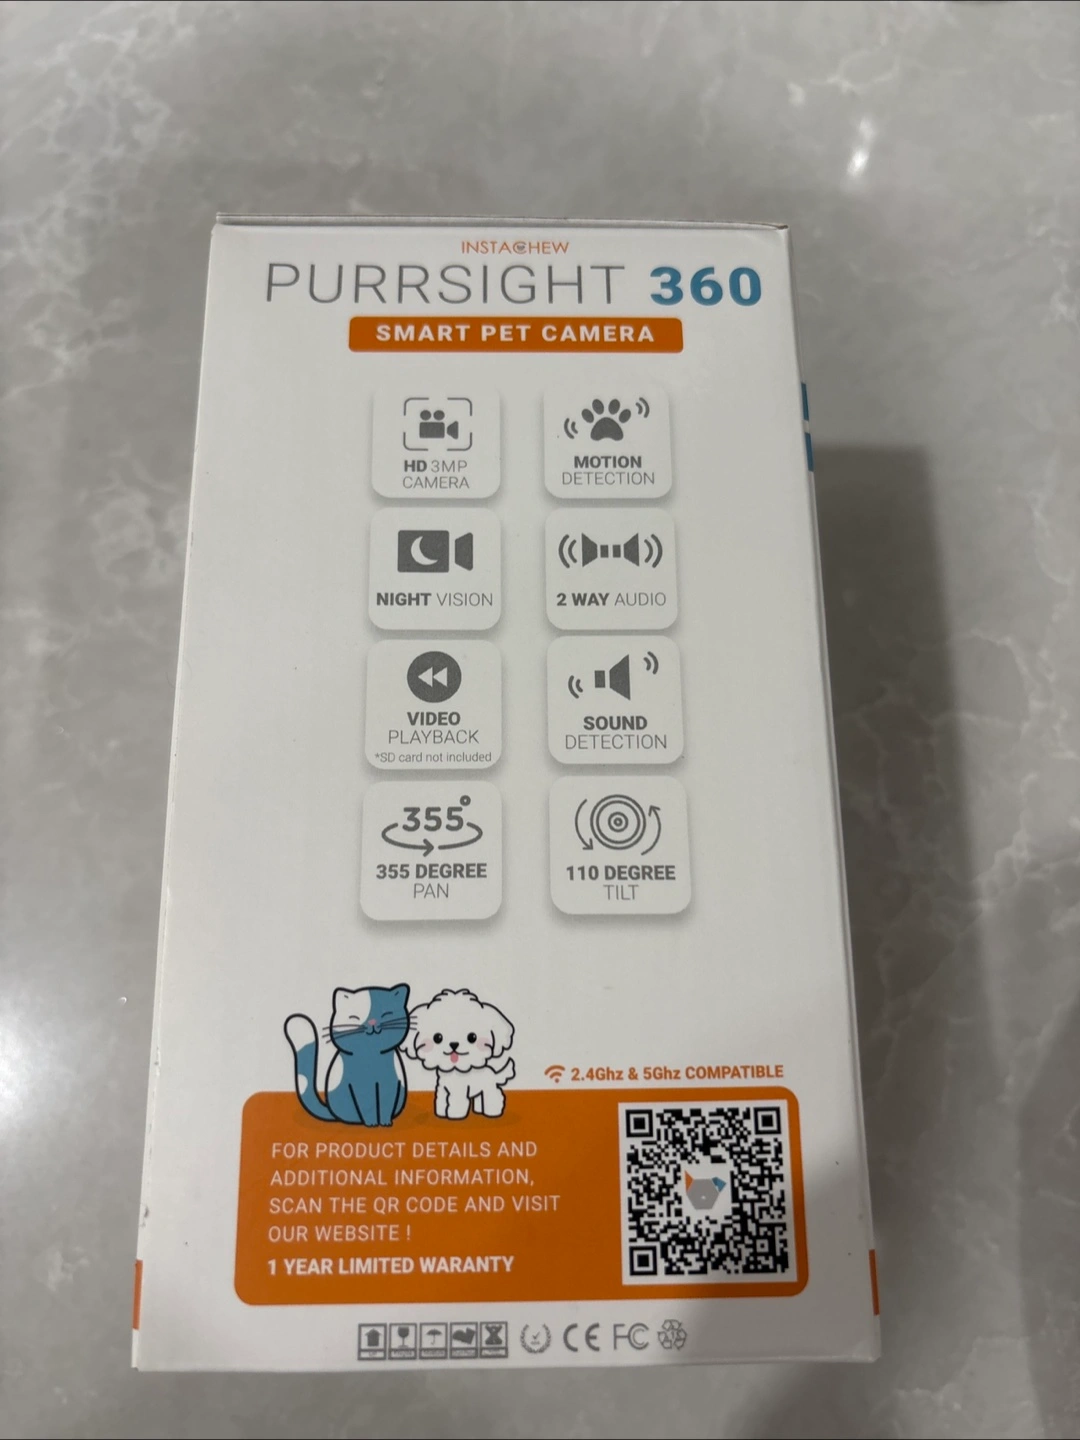 INSTACHEW
PURRSIGHT 360
SMART PET CAMERA
HD 3MP
CAMERA
MOTION
DETECTION
NIGHT VISION
2 WAY AUDIO
VIDEO
PLAYBACK
*SD card not included
SOUND
DETECTION
355°
355 DEGREE
PAN
110 DEGREE
TILT
2.4Ghz & 5Ghz COMPATIBLE
FOR PRODUCT DETAILS AND
ADDITIONAL INFORMATION,
SCAN THE QR CODE AND VISIT
OUR WEBSITE !
1 YEAR LIMITED WARANTY
CE FC